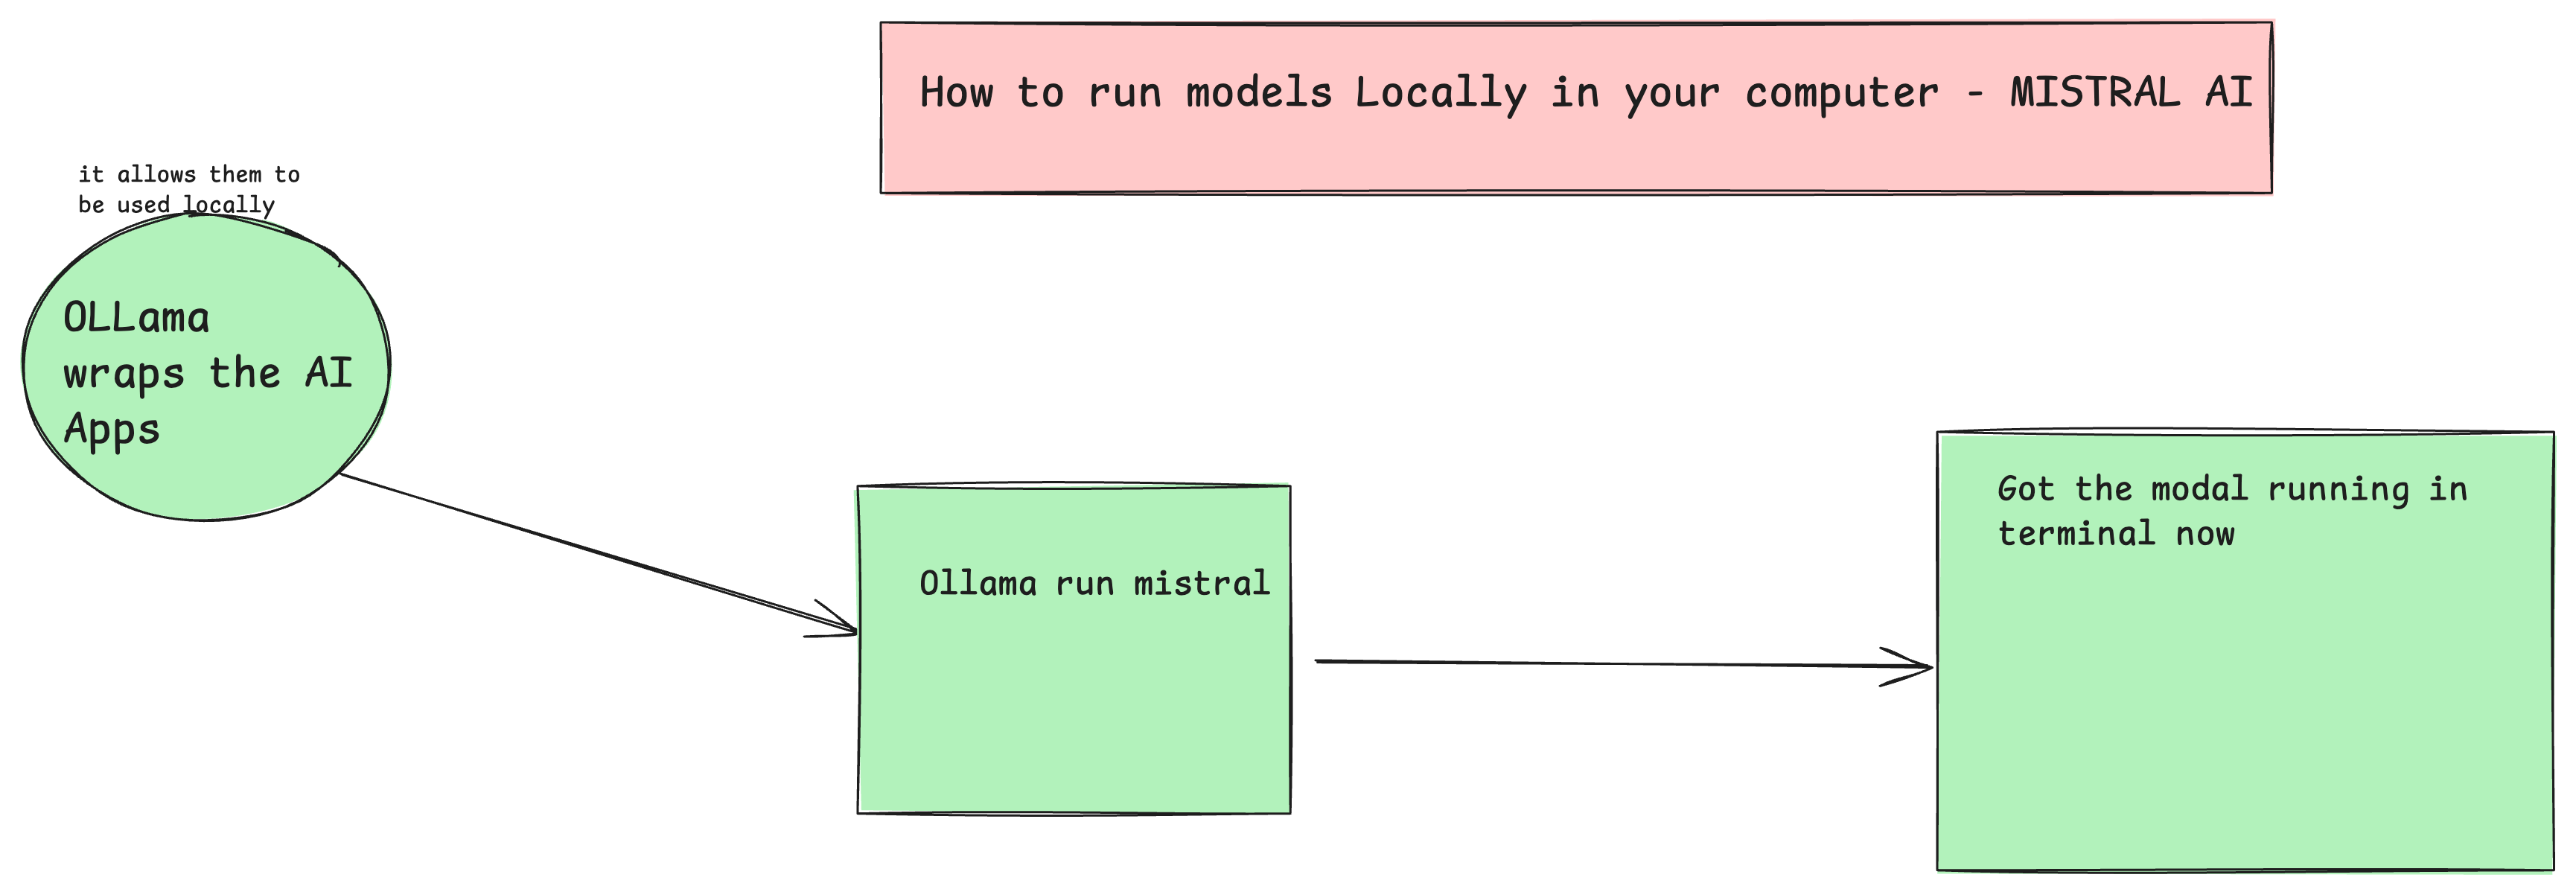 How to run models Locally in your computer - MISTRAL AI
it allows them to
be used locally
OLLama
wraps the AI
Apps
Ollama run mistral
Got the modal running in
terminal now